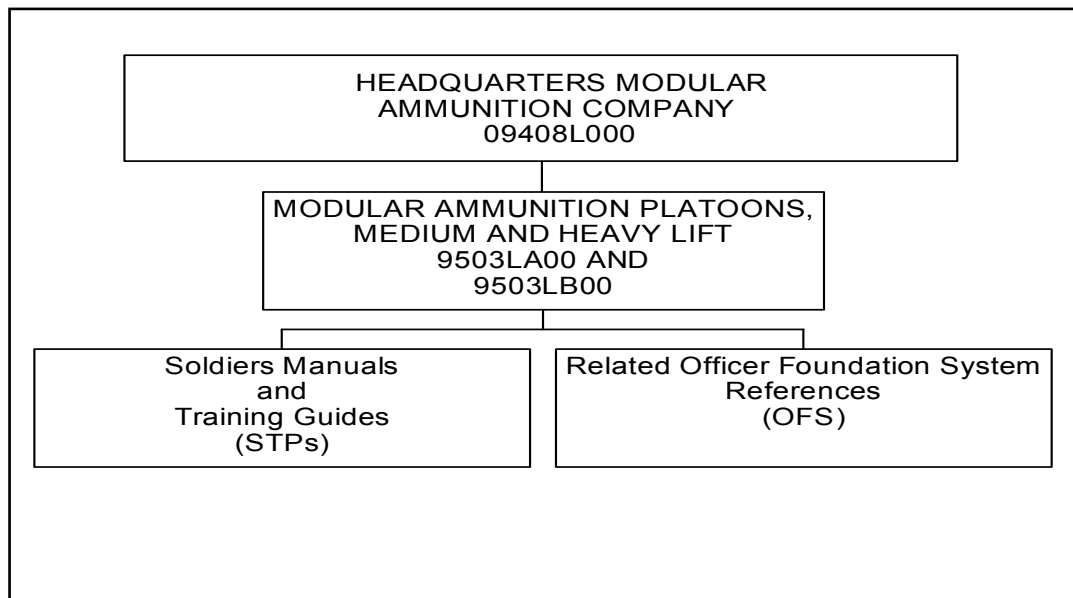 HEADQUARTERS MODULAR
AMMUNITION COMPANY
09408L000
MODULAR AMMUNITION PLATOONS,
MEDIUM AND HEAVY LIFT
9503LA00 AND
9503LB00
Soldiers Manuals
and
Training Guides
(STPs)
Related Officer Foundation System
References
(OFS)